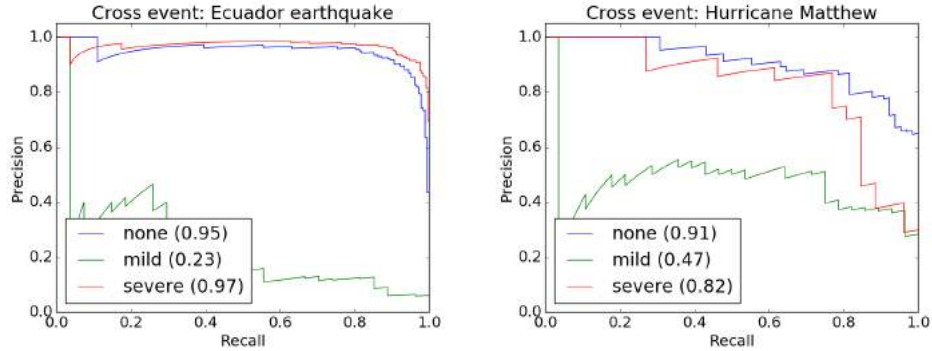 Cross event: Ecuador earthquake
1.0
0.8
0.6
0.4
0.2
0.0
Precision
none (0.95)
mild (0.23)
severe (0.97)
0.0 0.2 0.4 0.6 0.8 1.0
Recall
Cross event: Hurricane Matthew
1.0
0.8
0.6
0.4
0.2
0.0
Precision
none (0.91)
mild (0.47)
severe (0.82)
0.0 0.2 0.4 0.6 0.8 1.0
Recall